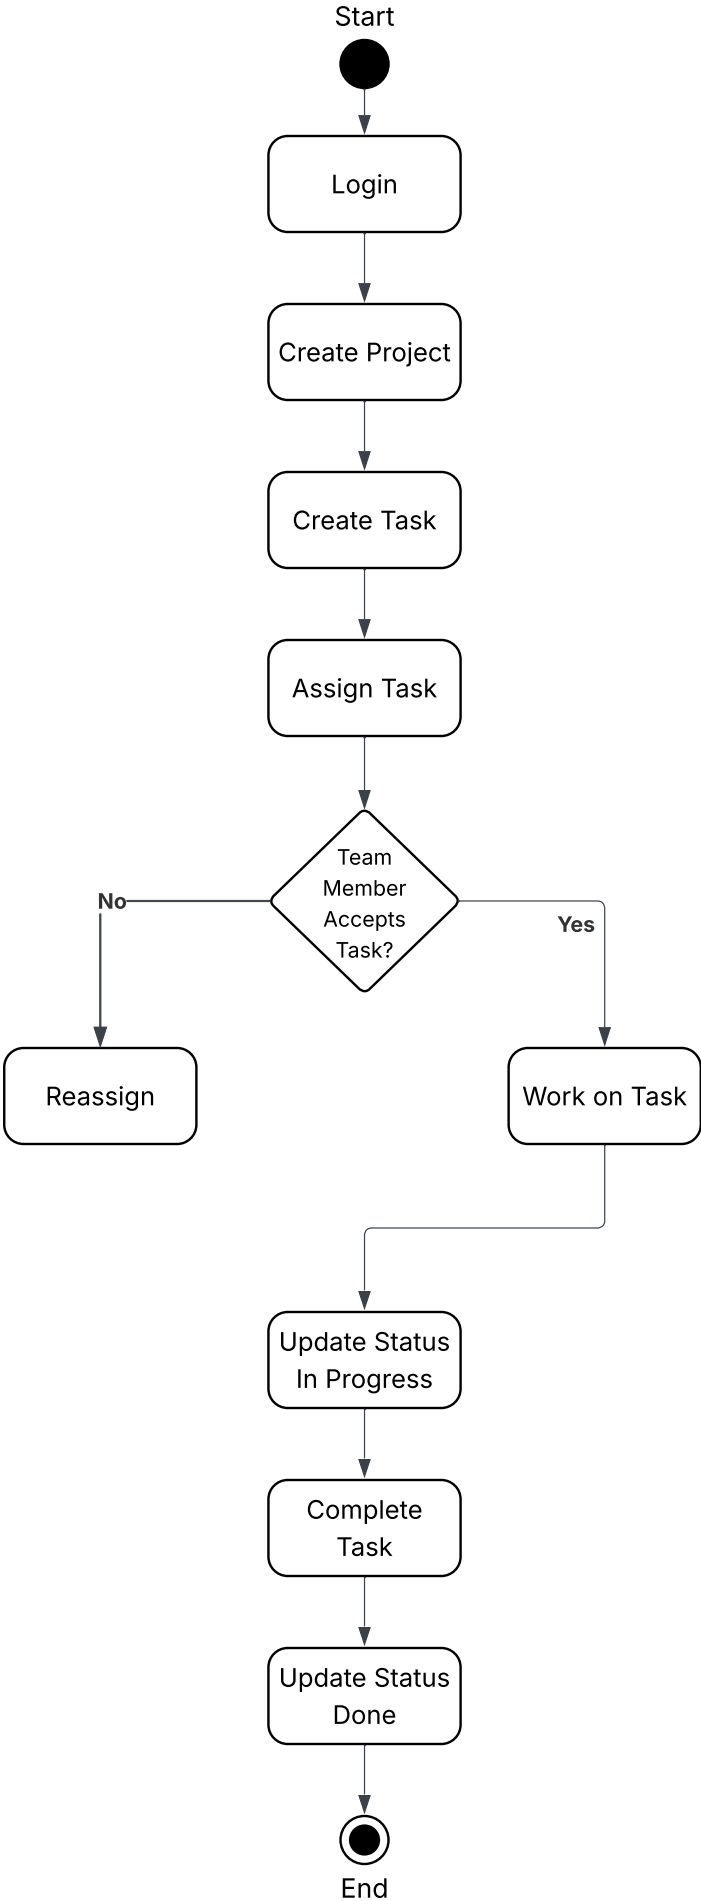 Start
Login
Create Project
Create Task
Assign Task
Team
Member
Accepts
Task?
No
Yes
Reassign
Work on Task
Update Status
In Progress
Complete
Task
Update Status
Done
End